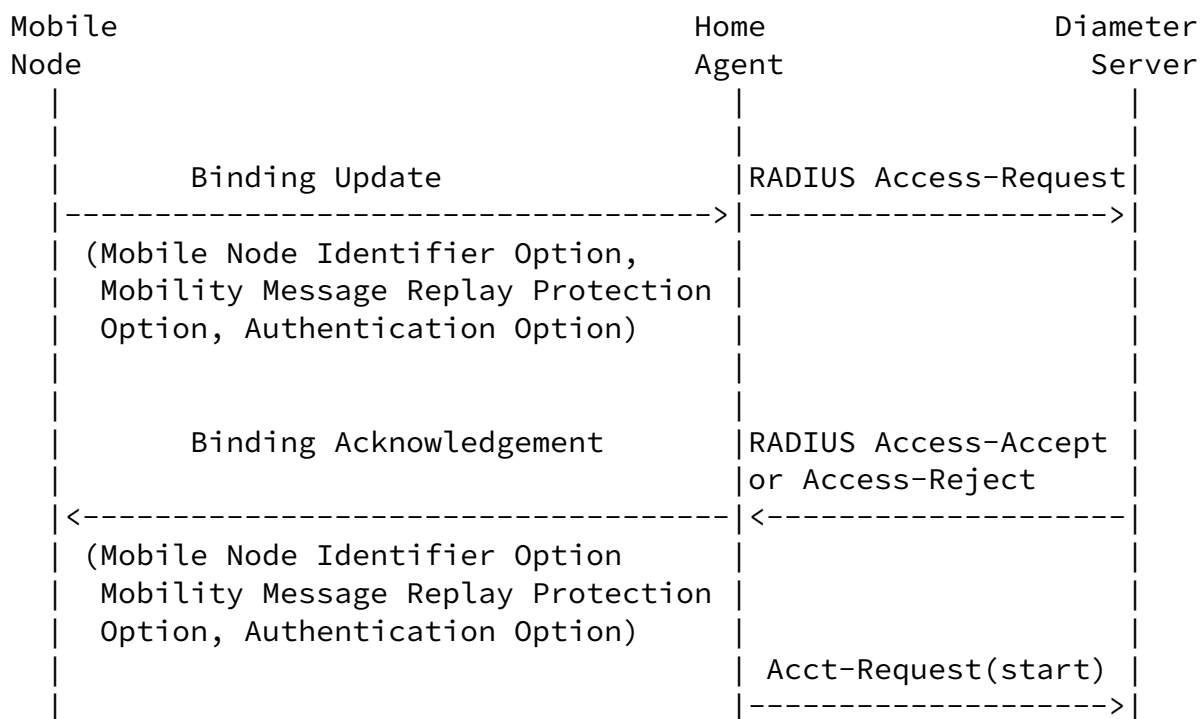 Mobile Home Diameter
Node Agent Server
Binding Update RADIUS Access-Request
(Mobile Node Identifier Option,
Mobility Message Replay Protection
Option, Authentication Option)
Binding Acknowledgement RADIUS Access-Accept
or Access-Reject
(Mobile Node Identifier Option
Mobility Message Replay Protection
Option, Authentication Option)
Acct-Request(start)